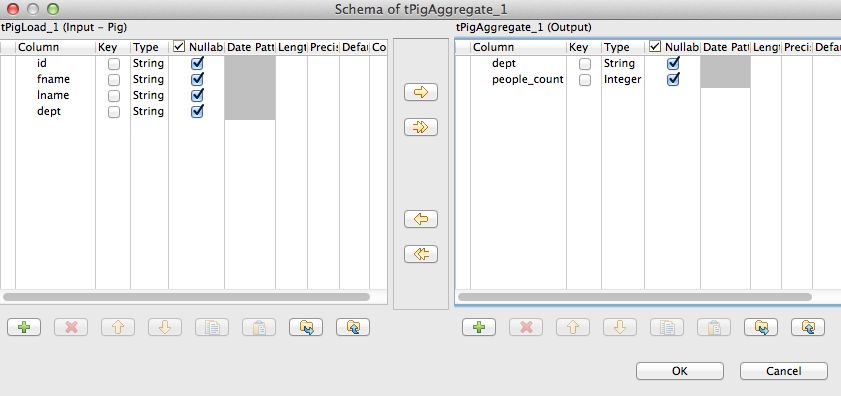 Schema of tPigAggregate_1
tPigLoad_1 (Input - Pig)
Column Key Type Nullab Date Patt Lengt Precis Defau Co
id String
fname String
lname String
dept String
tPigAggregate_1 (Output)
Column Key Type Nullab Date Patt Lengt Precis Defau
dept String
people_count Integer
OK Cancel